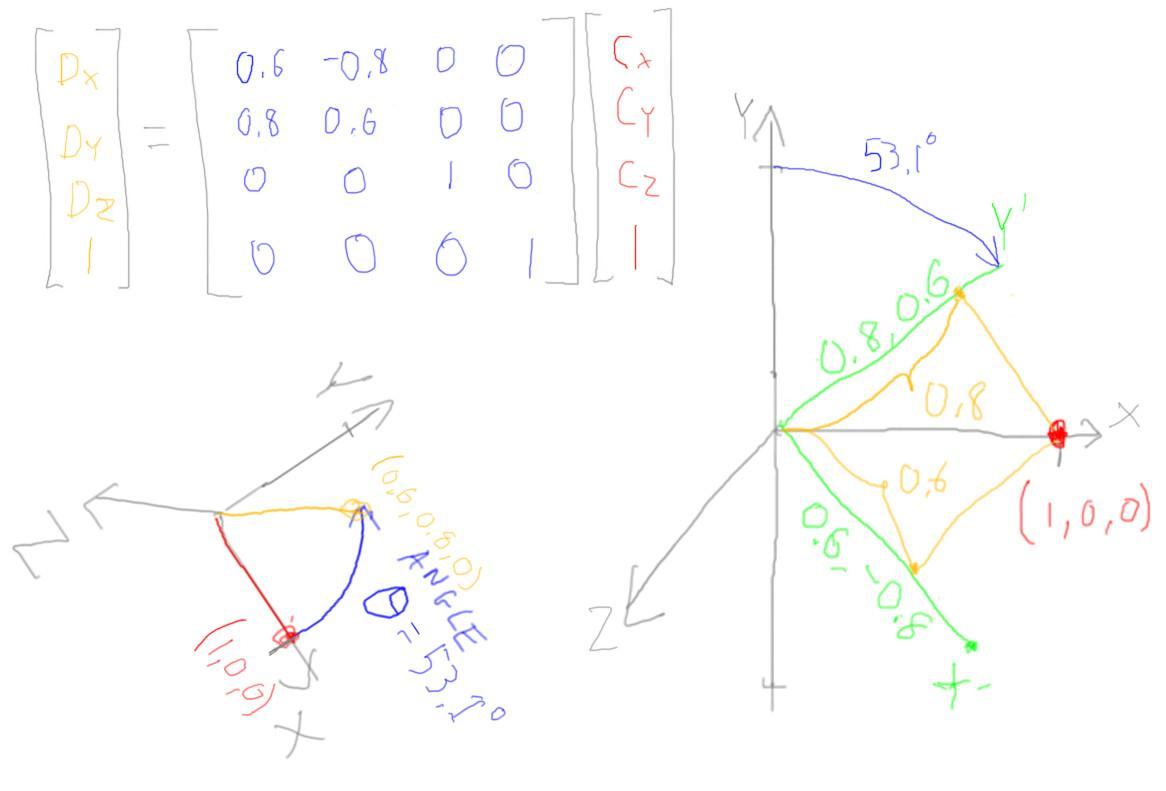 Dx = 0.6 -0.8 0 0 Cx
Dy 0.8 0.6 0 0 Cy
Dz 0 0 1 0 Cz
1 0 0 0 1 1
Y
53.1°
Y'
0.8, 0.6
0.8
X
0.6
(1,0,0)
0.6, -0.8
Z
Y
Z
(0.6,0.8,0)
ANGLE
θ = 53.1°
(1,0,0)
X